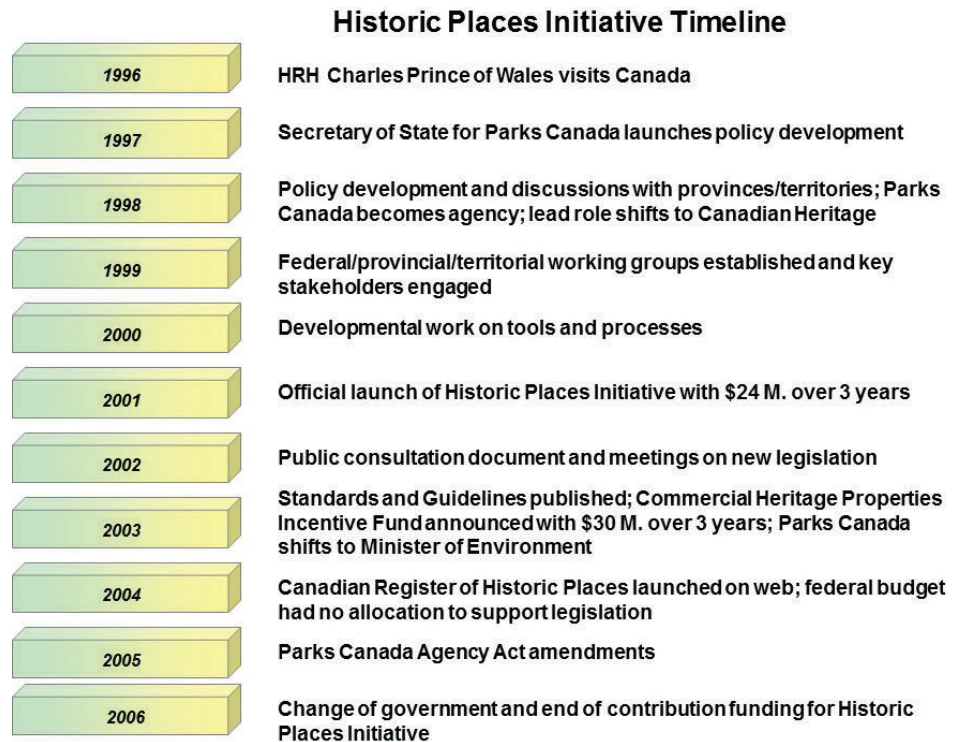 Historic Places Initiative Timeline
1996
HRH Charles Prince of Wales visits Canada
1997
Secretary of State for Parks Canada launches policy development
1998
Policy development and discussions with provinces/territories; Parks
Canada becomes agency; lead role shifts to Canadian Heritage
1999
Federal/provincial/territorial working groups established and key
stakeholders engaged
2000
Developmental work on tools and processes
2001
Official launch of Historic Places Initiative with $24 M. over 3 years
2002
Public consultation document and meetings on new legislation
2003
Standards and Guidelines published; Commercial Heritage Properties
Incentive Fund announced with $30 M. over 3 years; Parks Canada
shifts to Minister of Environment
2004
Canadian Register of Historic Places launched on web; federal budget
had no allocation to support legislation
2005
Parks Canada Agency Act amendments
2006
Change of government and end of contribution funding for Historic
Places Initiative